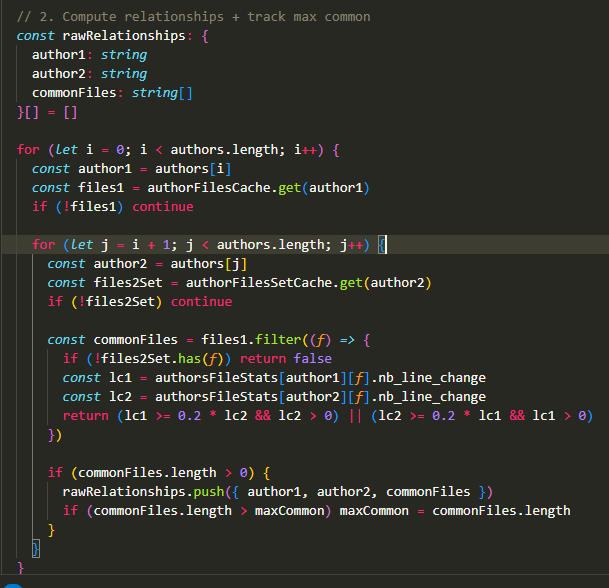 // 2. Compute relationships + track max common
const rawRelationships: {
  author1: string
  author2: string
  commonFiles: string[]
}[] = []
for (let i = 0; i < authors.length; i++) {
  const author1 = authors[i]
  const files1 = authorFilesCache.get(author1)
  if (!files1) continue
  for (let j = i + 1; j < authors.length; j++) {
    const author2 = authors[j]
    const files2Set = authorFilesSetCache.get(author2)
    if (!files2Set) continue
    const commonFiles = files1.filter((f) => {
      if (!files2Set.has(f)) return false
      const lc1 = authorsFileStats[author1][f].nb_line_change
      const lc2 = authorsFileStats[author2][f].nb_line_change
      return (lc1 >= 0.2 * lc2 && lc2 > 0) || (lc2 >= 0.2 * lc1 && lc1 > 0)
    })
    if (commonFiles.length > 0) {
      rawRelationships.push({ author1, author2, commonFiles })
      if (commonFiles.length > maxCommon) maxCommon = commonFiles.length
    }
  }
}